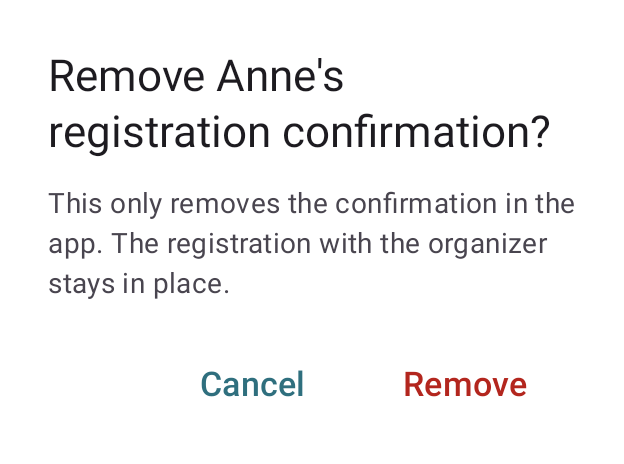 Remove Anne's
registration confirmation?
This only removes the confirmation in the
app. The registration with the organizer
stays in place.
Cancel Remove